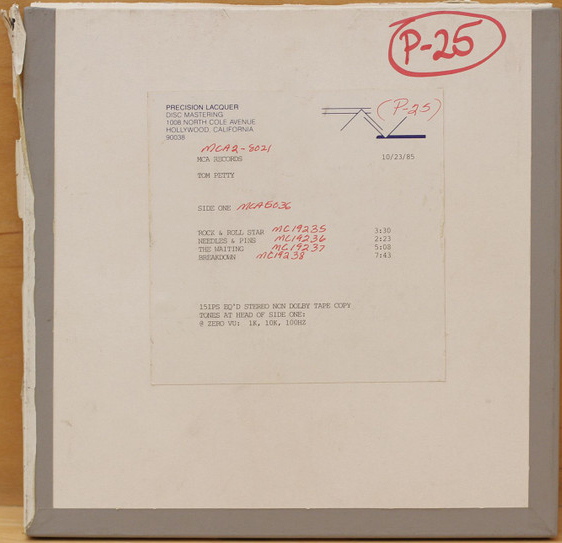 P-25
PRECISION LACQUER
DISC MASTERING
1008 NORTH COLE AVENUE
HOLLYWOOD, CALIFORNIA
90038
(P-25)
MCA2-8021
MCA RECORDS 10/23/85
TOM PETTY
SIDE ONE MCA5036
ROCK & ROLL STAR MC19235 3:30
NEEDLES & PINS MC19236 2:23
THE WAITING MC19237 5:08
BREAKDOWN MC19238 7:43
15IPS EQ'D STEREO NON DOLBY TAPE COPY
TONES AT HEAD OF SIDE ONE:
@ ZERO VU: 1K, 10K, 100HZ